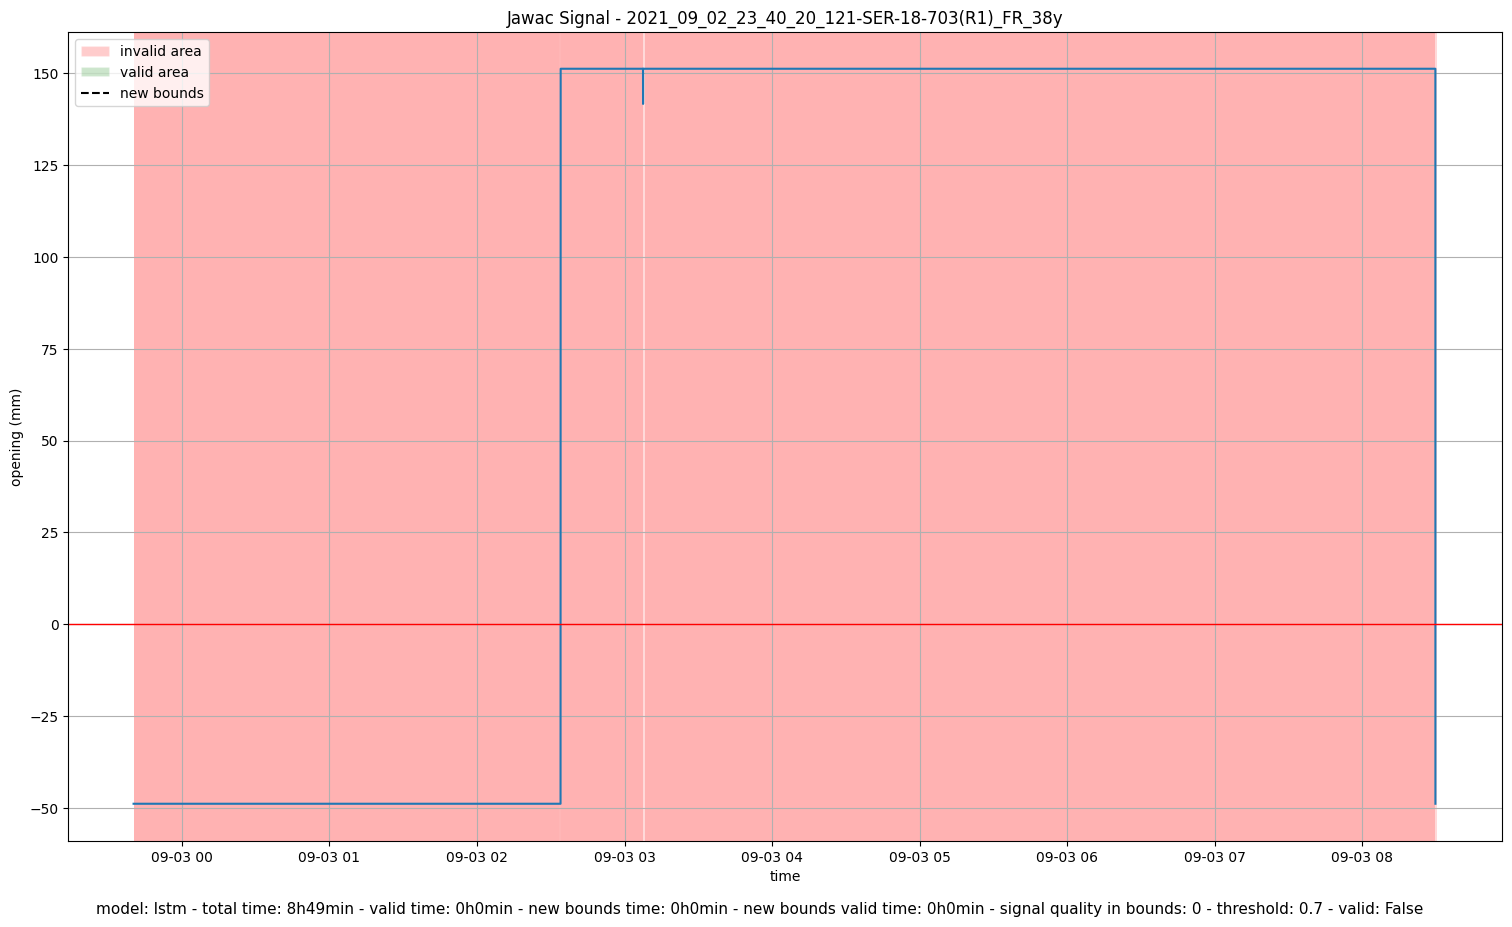 Jawac Signal - 2021_09_02_23_40_20_121-SER-18-703(R1)_FR_38y
invalid area
valid area
new bounds
150
125
100
75
50
25
0
−25
−50
opening (mm)
09-03 00
09-03 01
09-03 02
09-03 03
09-03 04
09-03 05
09-03 06
09-03 07
09-03 08
time
model: lstm - total time: 8h49min - valid time: 0h0min - new bounds time: 0h0min - new bounds valid time: 0h0min - signal quality in bounds: 0 - threshold: 0.7 - valid: False